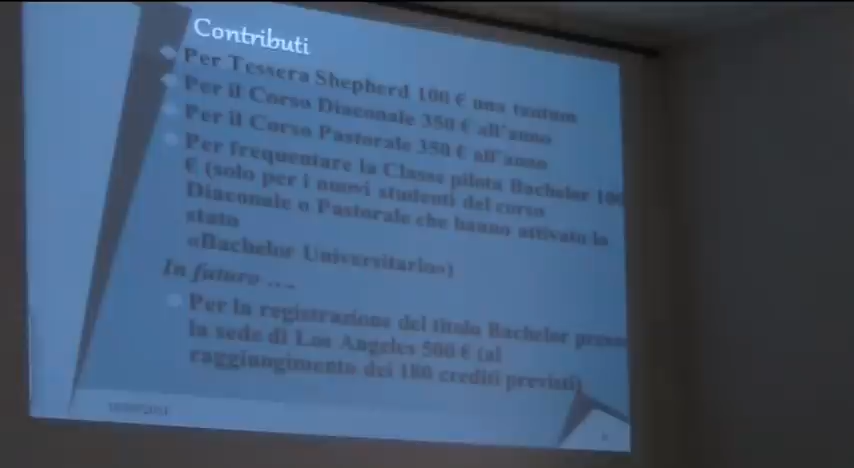 Contributi
Per Tessera Shepherd 100 € una tantum
Per il Corso Diaconale 350 € all'anno
Per il Corso Pastorale 350 € all'anno
Per frequentare la Classe pilota Bachelor 100
€ (solo per i nuovi studenti del corso
Diaconale o Pastorale che hanno attivato lo
stato
«Bachelor Universitario»)
In futuro ….
Per la registrazione del titolo Bachelor presso
la sede di Los Angeles 500 € (al
raggiungimento dei 180 crediti previsti)